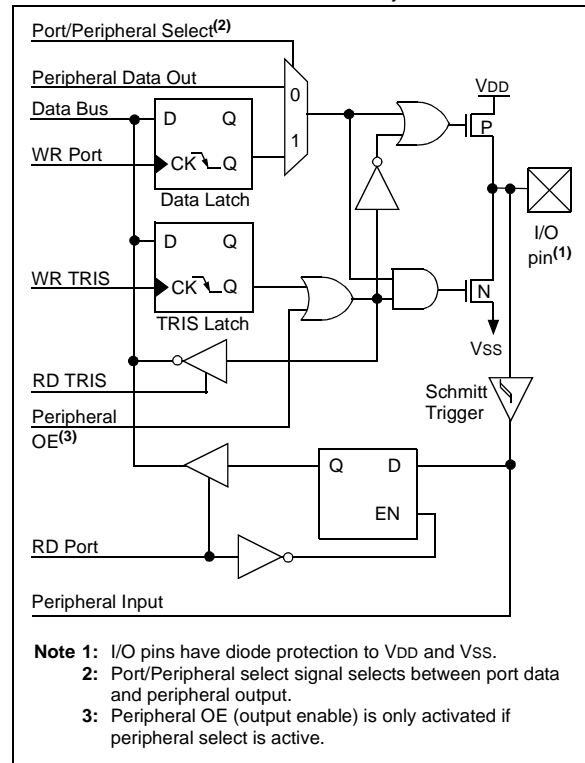 Port/Peripheral Select(2)
Peripheral Data Out
Data Bus
WR Port
D Q
CK Q
Data Latch
0
1
VDD
P
I/O
pin(1)
WR TRIS
D Q
CK Q
TRIS Latch
N
VSS
RD TRIS
Schmitt
Trigger
Peripheral
OE(3)
Q D
EN
RD Port
Peripheral Input
Note 1: I/O pins have diode protection to VDD and VSS.
2: Port/Peripheral select signal selects between port data
and peripheral output.
3: Peripheral OE (output enable) is only activated if
peripheral select is active.